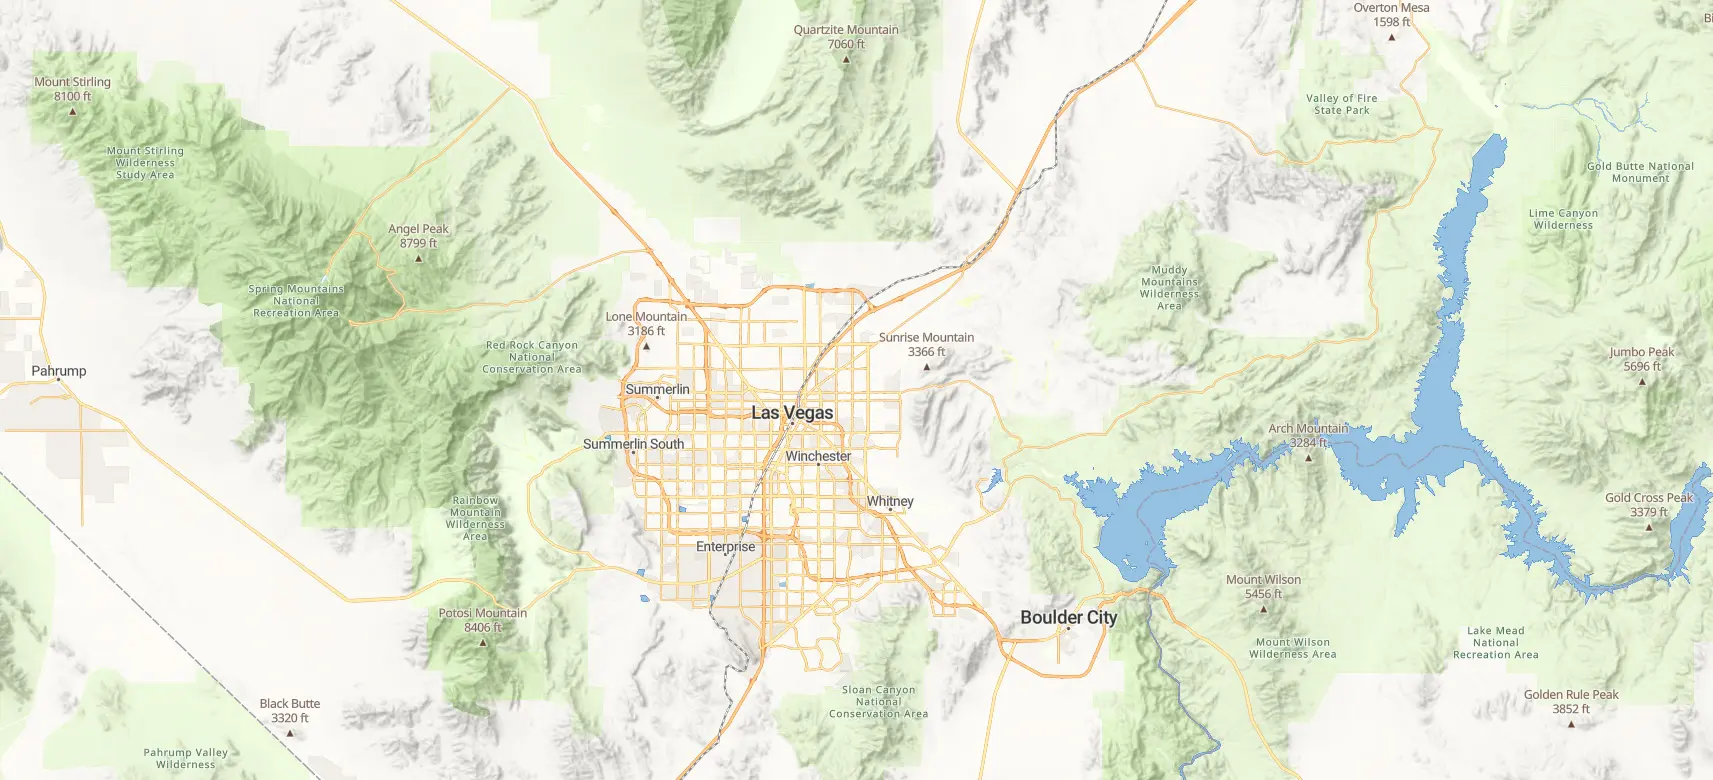 Overton Mesa
1598 ft
Quartzite Mountain
7060 ft
Mount Stirling
8100 ft
Valley of Fire
State Park
Mount Stirling
Wilderness
Study Area
Gold Butte National
Monument
Lime Canyon
Wilderness
Angel Peak
8799 ft
Muddy
Mountains
Wilderness
Area
Spring Mountains
National
Recreation Area
Lone Mountain
3186 ft
Sunrise Mountain
3366 ft
Red Rock Canyon
National
Conservation Area
Jumbo Peak
5696 ft
Pahrump
Summerlin
Las Vegas
Arch Mountain
3284 ft
Summerlin South
Winchester
Whitney
Rainbow
Mountain
Wilderness
Area
Gold Cross Peak
3379 ft
Enterprise
Mount Wilson
5456 ft
Potosi Mountain
8406 ft
Boulder City
Mount Wilson
Wilderness Area
Lake Mead
National
Recreation Area
Sloan Canyon
National
Conservation Area
Golden Rule Peak
3852 ft
Black Butte
3320 ft
Pahrump Valley
Wilderness